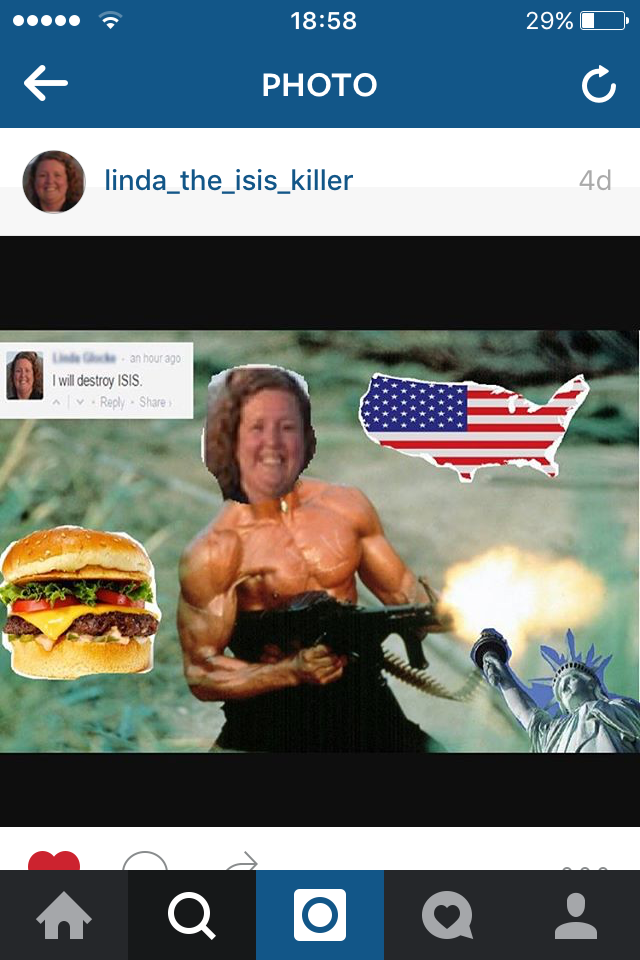 18:58
29%
PHOTO
linda_the_isis_killer
4d
· an hour ago
I will destroy ISIS.
· Reply · Share ›